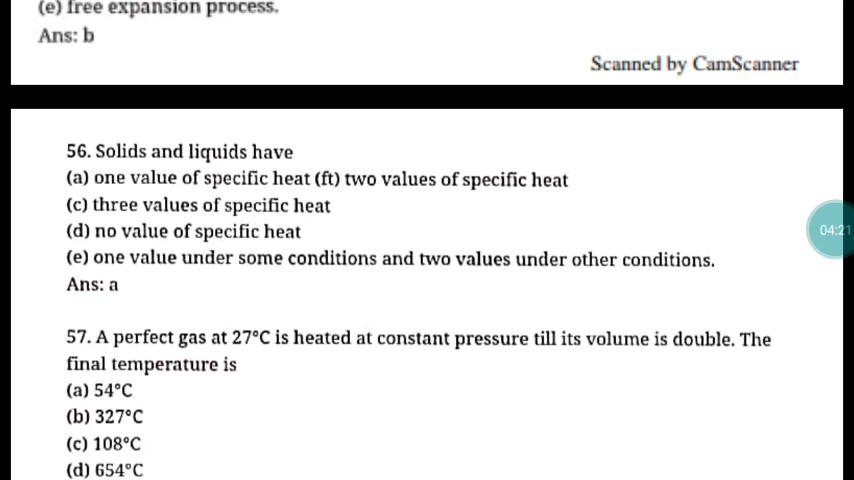 (e) free expansion process.
Ans: b
Scanned by CamScanner
56. Solids and liquids have
(a) one value of specific heat (ft) two values of specific heat
(c) three values of specific heat
(d) no value of specific heat
(e) one value under some conditions and two values under other conditions.
Ans: a
04:21
57. A perfect gas at 27°C is heated at constant pressure till its volume is double. The
final temperature is
(a) 54°C
(b) 327°C
(c) 108°C
(d) 654°C